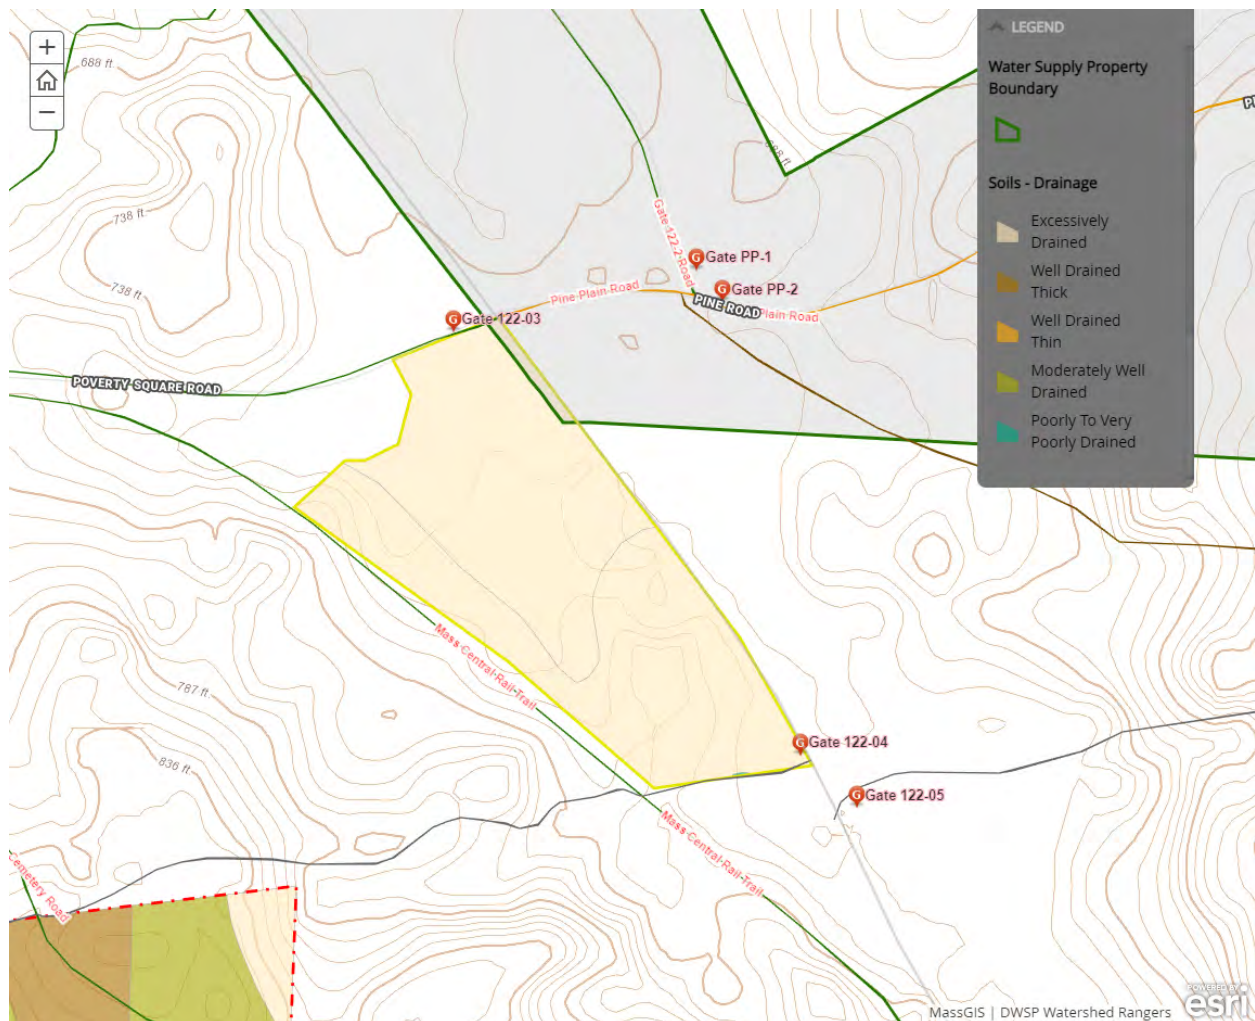 +
−
688 ft
738 ft
738 ft
688 ft
LEGEND
Water Supply Property
Boundary
Soils - Drainage
Excessively
Drained
Well Drained
Thick
Well Drained
Thin
Moderately Well
Drained
Poorly To Very
Poorly Drained
Gate 122-2 Road
G Gate PP-1
G Gate PP-2
Pine Plain Road
PINE ROAD
Plain Road
G Gate 122-03
POVERTY SQUARE ROAD
Mass Central Rail Trail
787 ft
836 ft
G Gate 122-04
G Gate 122-05
Mass Central Rail Trail
Cemetery Road
MassGIS | DWSP Watershed Rangers
POWERED BY
esri